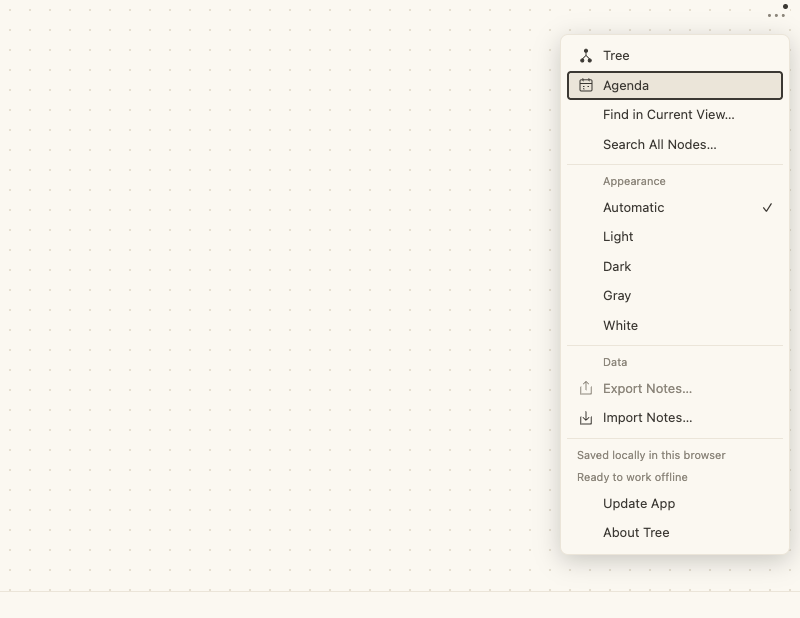 Tree
Agenda
Find in Current View...
Search All Nodes...
Appearance
Automatic
Light
Dark
Gray
White
Data
Export Notes...
Import Notes...
Saved locally in this browser
Ready to work offline
Update App
About Tree